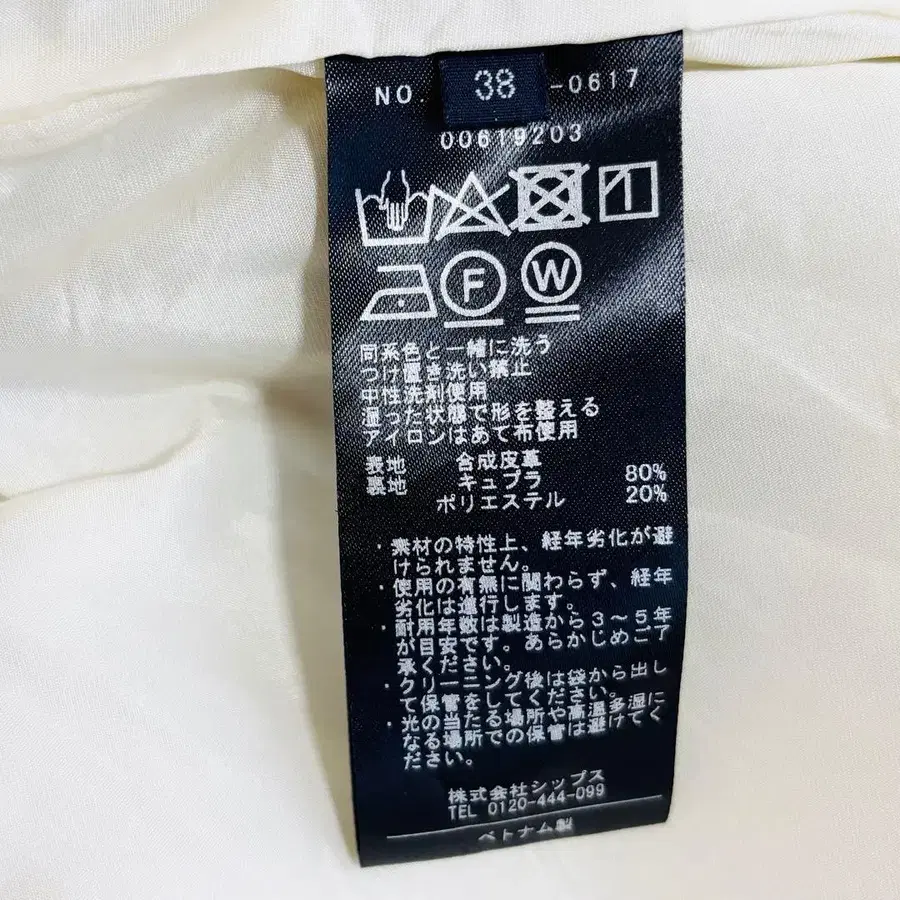 38
NO. -0617
00619203
F W
同系色と一緒に洗う
つけ置き洗い禁止
中性洗剤使用
湿った状態で形を整える
アイロンはあて布使用
表地 合成皮革
裏地 キュプラ 80%
ポリエステル 20%
・素材の特性上、経年劣化が避
けられません。
・使用の有無に関わらず、経年
劣化は進行します。
・耐用年数は製造から3～5年
が目安です。あらかじめご了
承ください。
・クリーニング後は袋から出し
て保管をしてください。
・光の当たる場所や高温多湿に
なる場所での保管は避けてく
ださい。
株式会社シップス
TEL 0120-444-099
ベトナム製